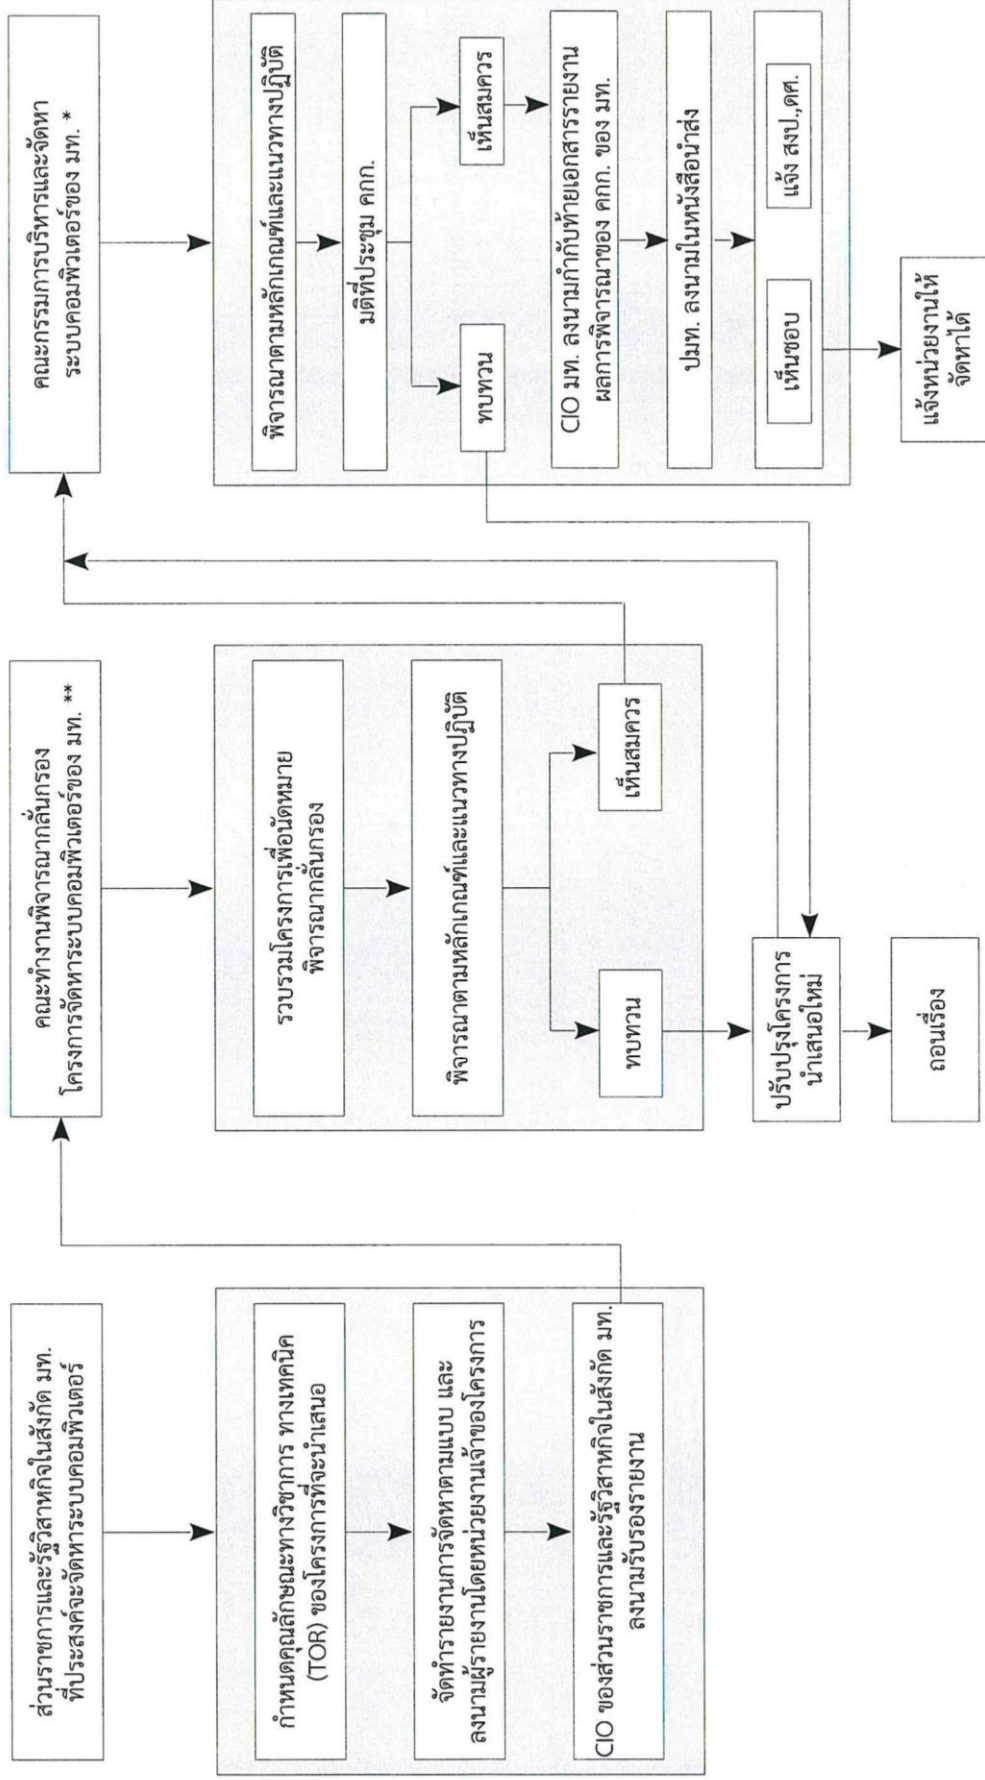 ส่วนราชการและรัฐวิสาหกิจในสังกัด มท.
ที่ประสงค์จะจัดหาระบบคอมพิวเตอร์
กำหนดคุณลักษณะทางวิชาการ ทางเทคนิค
(TOR) ของโครงการที่จะนำเสนอ
จัดทำรายงานการจัดหาตามแบบ และ
ลงนามผู้รายงานโดยหน่วยงานเจ้าของโครงการ
CIO ของส่วนราชการและรัฐวิสาหกิจในสังกัด มท.
ลงนามรับรองรายงาน
คณะทำงานพิจารณากลั่นกรอง
โครงการจัดหาระบบคอมพิวเตอร์ของ มท. **
รวบรวมโครงการเพื่อนัดหมาย
พิจารณากลั่นกรอง
พิจารณาตามหลักเกณฑ์และแนวทางปฏิบัติ
ทบทวน
เห็นสมควร
ปรับปรุงโครงการ
นำเสนอใหม่
ถอนเรื่อง
คณะกรรมการบริหารและจัดหา
ระบบคอมพิวเตอร์ของ มท. *
พิจารณาตามหลักเกณฑ์และแนวทางปฏิบัติ
มติที่ประชุม คกก.
ทบทวน
เห็นสมควร
CIO มท. ลงนามกำกับท้ายเอกสารรายงาน
ผลการพิจารณาของ คกก. ของ มท.
ปมท. ลงนามในหนังสือนำส่ง
เห็นชอบ
แจ้ง สงป.,ดศ.
แจ้งหน่วยงานให้
จัดหาได้